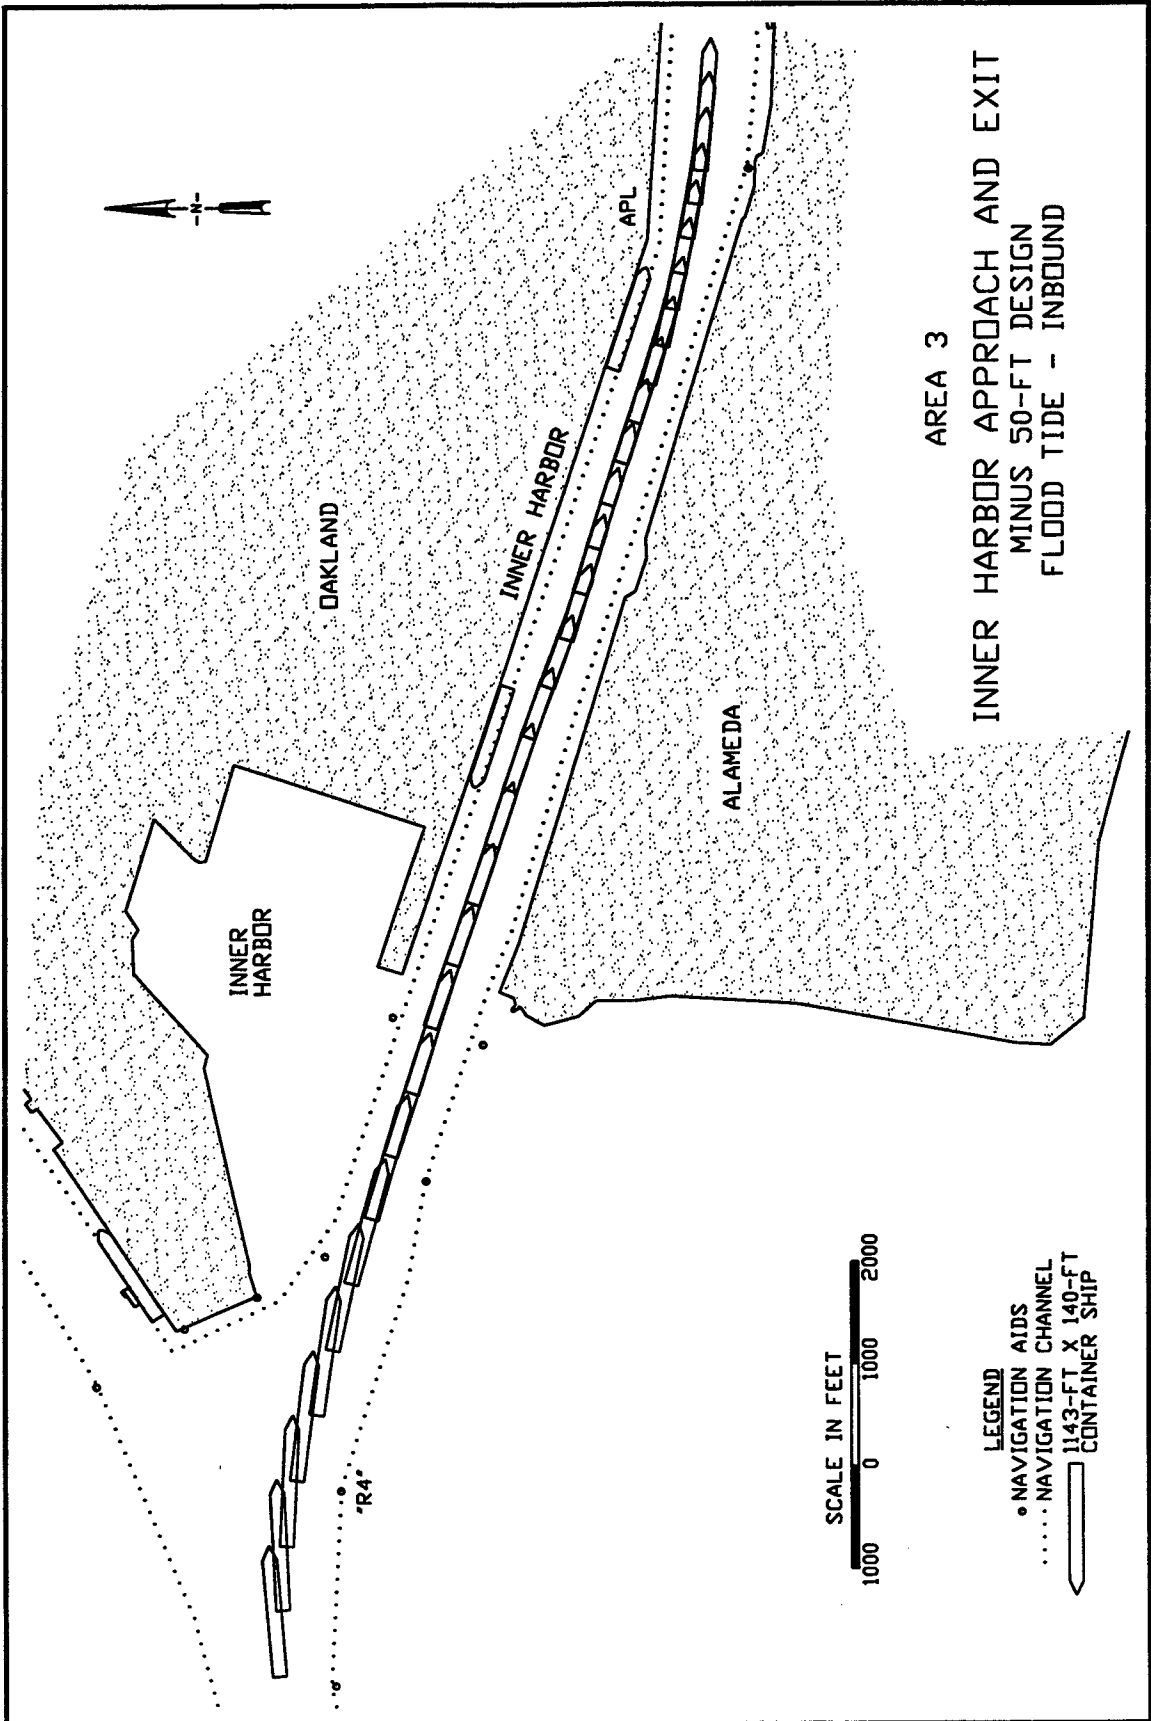 -N-
OAKLAND
APL
INNER HARBOR
INNER
HARBOR
ALAMEDA
"R4"
AREA 3
INNER HARBOR APPROACH AND EXIT
MINUS 50-FT DESIGN
FLOOD TIDE - INBOUND
SCALE IN FEET
1000 0 1000 2000
LEGEND
NAVIGATION AIDS
NAVIGATION CHANNEL
1143-FT X 140-FT
CONTAINER SHIP